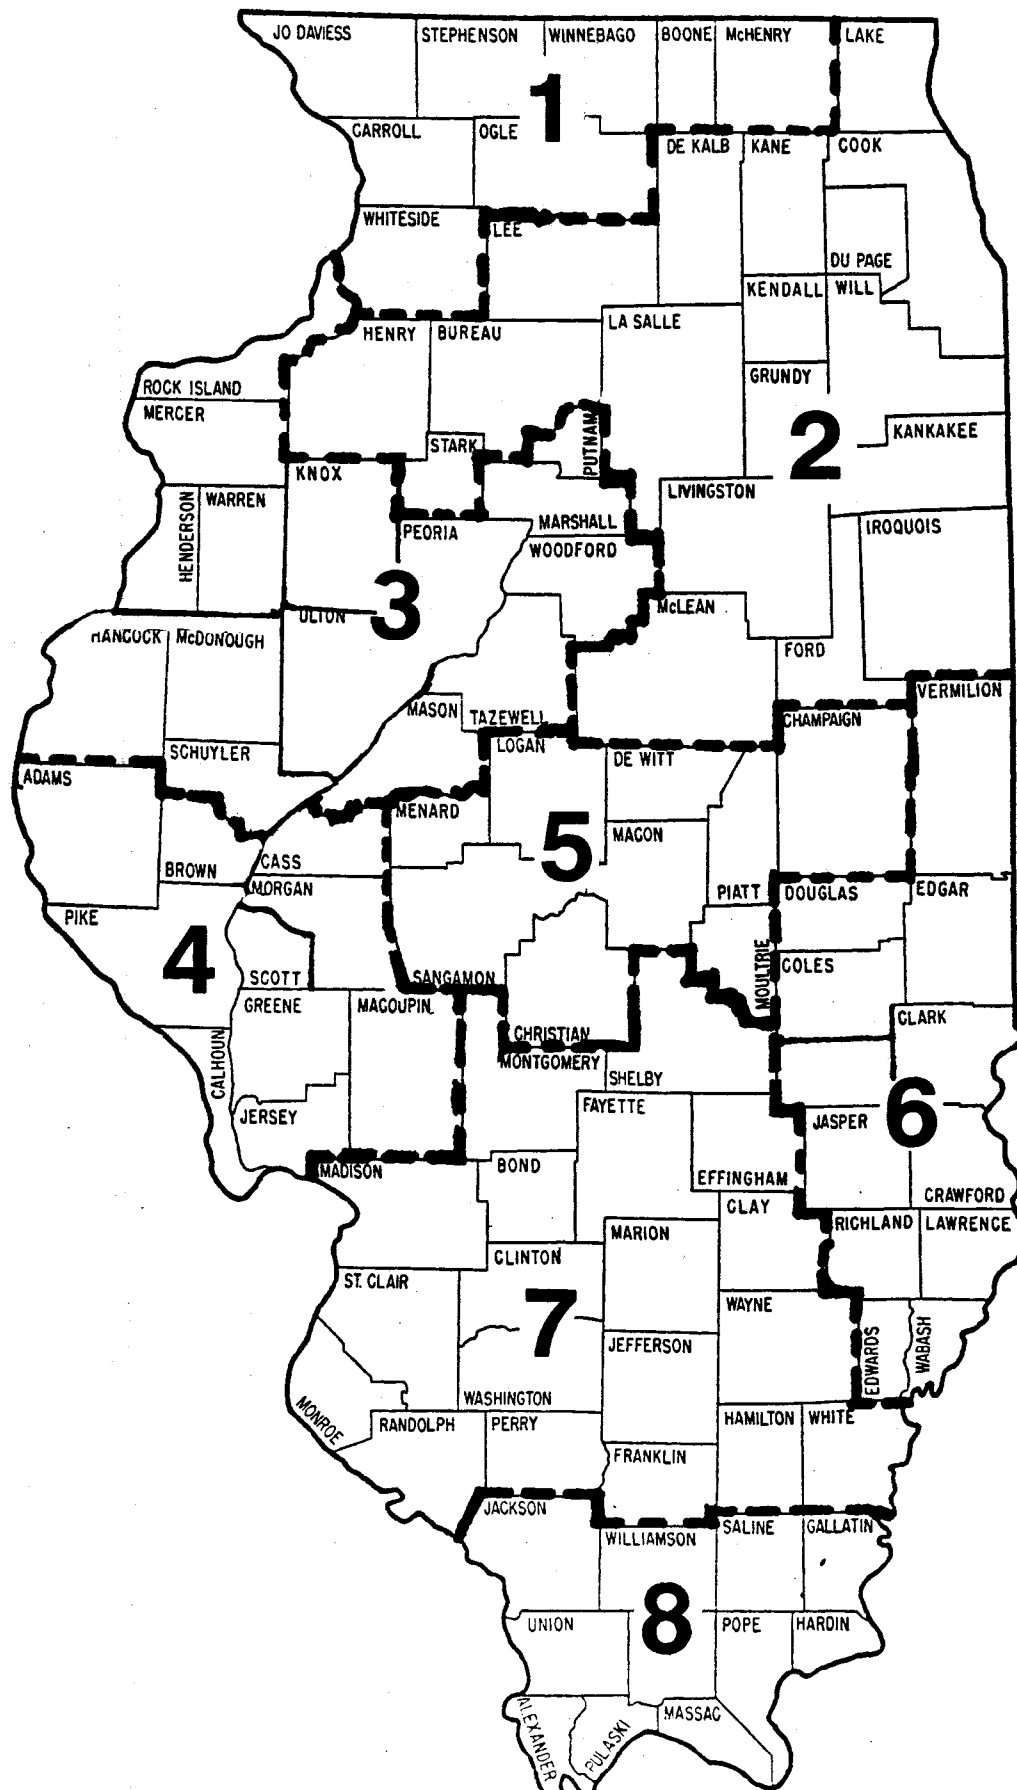 JO DAVIESS STEPHENSON WINNEBAGO BOONE McHENRY LAKE
1
CARROLL OGLE DE KALB KANE COOK
WHITESIDE LEE
DU PAGE
KENDALL WILL
HENRY BUREAU LA SALLE
GRUNDY
ROCK ISLAND
MERCER
2
KANKAKEE
STARK PUTNAM
KNOX
WARREN LIVINGSTON
HENDERSON
PEORIA MARSHALL IROQUOIS
WOODFORD
3
McLEAN
ULTON
HANCOCK McDONOUGH FORD
VERMILION
MASON TAZEWELL CHAMPAIGN
LOGAN
SCHUYLER DE WITT
ADAMS
MENARD
5
MACON
BROWN CASS
MORGAN PIATT DOUGLAS EDGAR
PIKE
4
MOULTRIE
COLES
SCOTT SANGAMON
GREENE MACOUPIN
CLARK
CHRISTIAN
CALHOUN MONTGOMERY
SHELBY
FAYETTE
6
JERSEY JASPER
MADISON BOND EFFINGHAM
CLAY CRAWFORD
MARION RICHLAND LAWRENCE
CLINTON
ST. CLAIR
7
WAYNE
JEFFERSON EDWARDS WABASH
WASHINGTON
MONROE RANDOLPH PERRY HAMILTON WHITE
FRANKLIN
JACKSON
WILLIAMSON SALINE GALLATIN
8
UNION POPE HARDIN
ALEXANDER PULASKI MASSAC